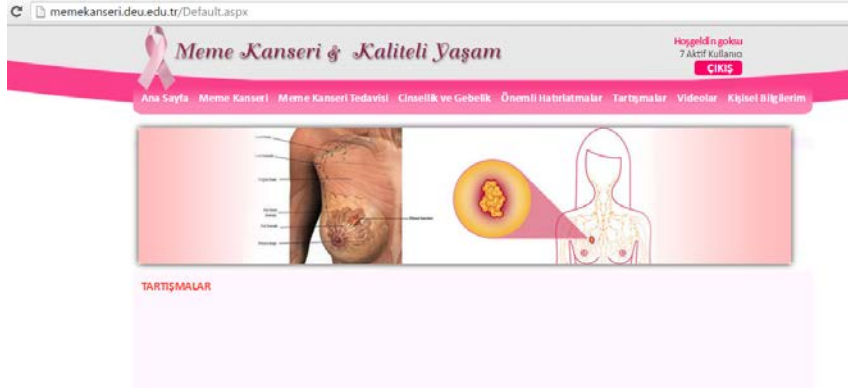 memekanseri.deu.edu.tr/Default.aspx
Meme Kanseri & Kaliteli Yaşam
Hoşgeldin goksu
7 Aktif Kullanıcı
ÇIKIŞ
Ana Sayfa Meme Kanseri Meme Kanseri Tedavisi Cinsellik ve Gebelik Önemli Hatırlatmalar Tartışmalar Videolar Kişisel Bilgilerim
TARTIŞMALAR